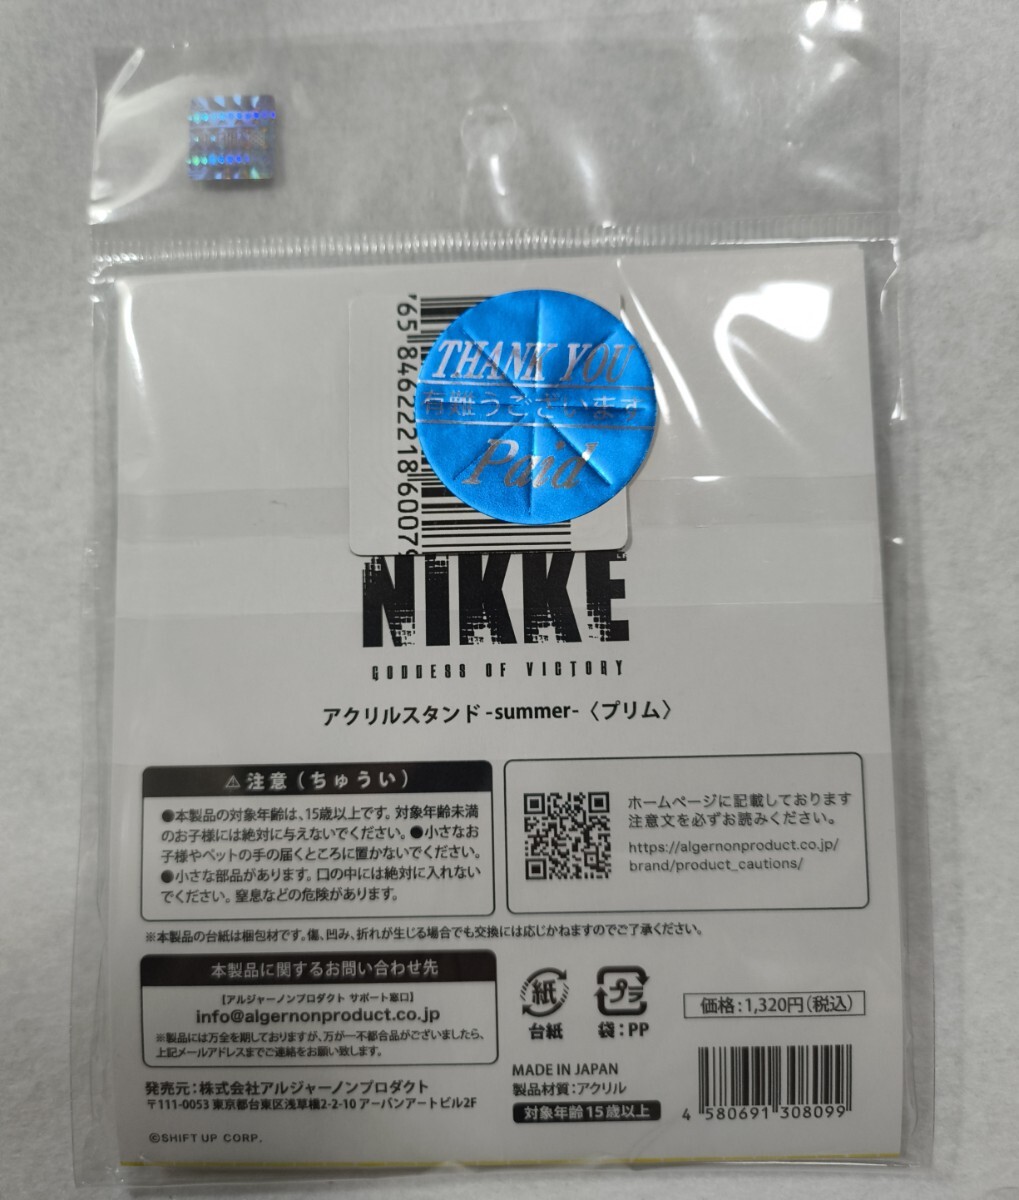 THANK YOU
有難うございます
Paid
NIKKE
GODDESS OF VICTORY
アクリルスタンド -summer-〈プリム〉
⚠注意(ちゅうい)
●本製品の対象年齢は、15歳以上です。対象年齢未満
のお子様には絶対に与えないでください。●小さなお
子様やペットの手の届くところに置かないでください。
●小さな部品があります。口の中には絶対に入れない
でください。窒息などの危険があります。
ホームページに記載しております
注意文を必ずお読みください。
https://algernonproduct.co.jp/
brand/product_cautions/
※本製品の台紙は梱包材です。傷、凹み、折れが生じる場合でも交換には応じかねますのでご了承ください。
本製品に関するお問い合わせ先
【アルジャーノンプロダクト サポート窓口】
info@algernonproduct.co.jp
※製品には万全を期しておりますが、万が一不都合品がございましたら、
上記メールアドレスまでご連絡をお願い致します。
紙
台紙
プラ
袋:PP
価格:1,320円(税込)
発売元:株式会社アルジャーノンプロダクト
〒111-0053 東京都台東区浅草橋2-2-10 アーバンアートビル2F
©SHIFT UP CORP.
MADE IN JAPAN
製品材質:アクリル
対象年齢15歳以上
4 580691 308099